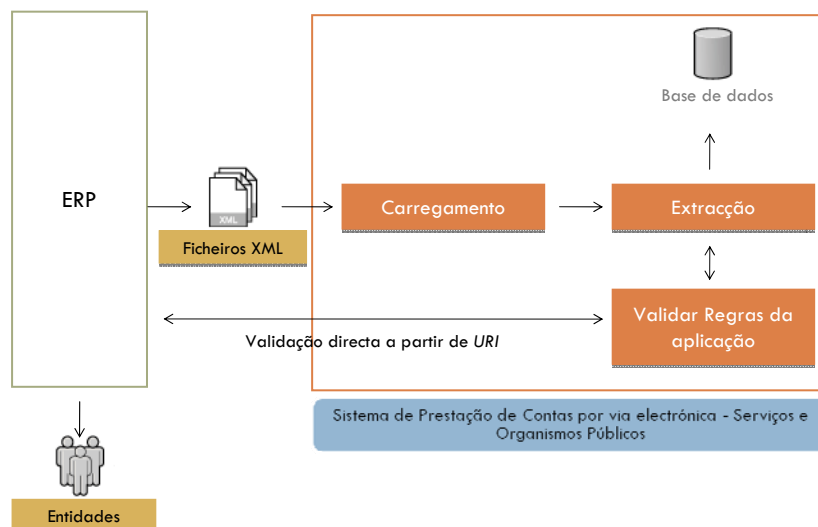 Base de dados
ERP
XML
Carregamento
Extracção
Ficheiros XML
Validar Regras da
aplicação
Validação directa a partir de URI
Sistema de Prestação de Contas por via electrónica - Serviços e
Organismos Públicos
Entidades